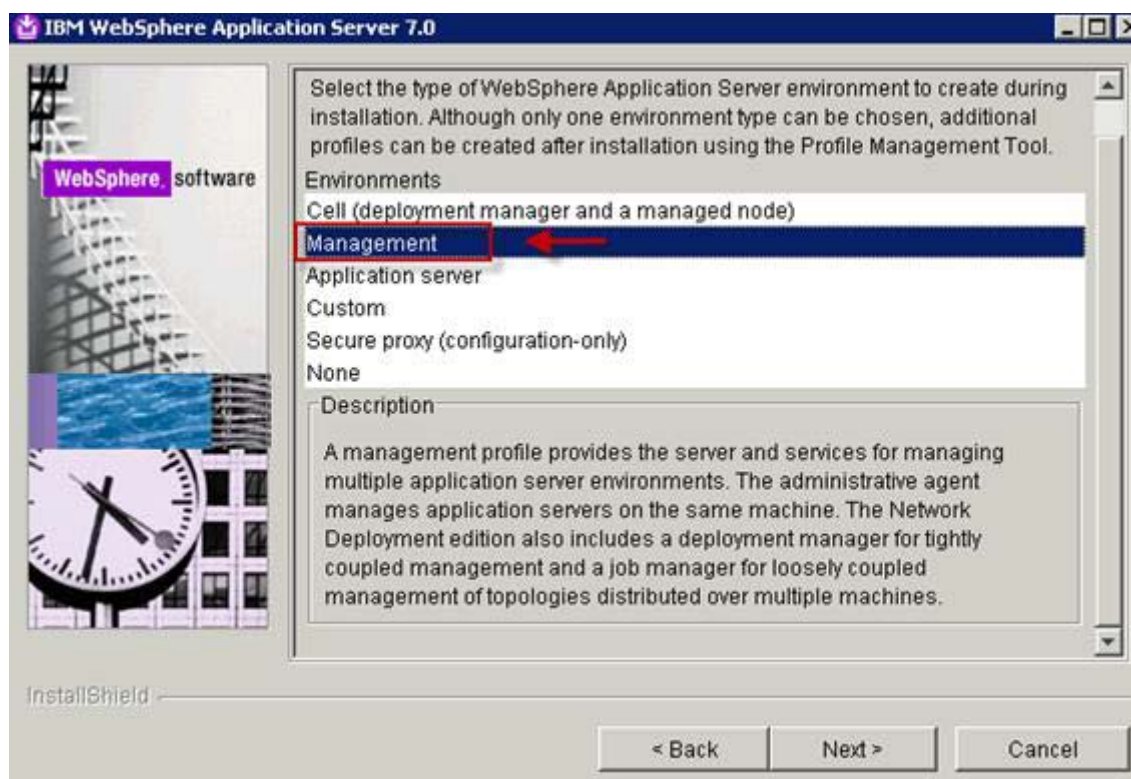 IBM WebSphere Application Server 7.0
WebSphere. software
Select the type of WebSphere Application Server environment to create during
installation. Although only one environment type can be chosen, additional
profiles can be created after installation using the Profile Management Tool.
Environments
Cell (deployment manager and a managed node)
Management
Application server
Custom
Secure proxy (configuration-only)
None
Description
A management profile provides the server and services for managing
multiple application server environments. The administrative agent
manages application servers on the same machine. The Network
Deployment edition also includes a deployment manager for tightly
coupled management and a job manager for loosely coupled
management of topologies distributed over multiple machines.
InstallShield
< Back
Next >
Cancel